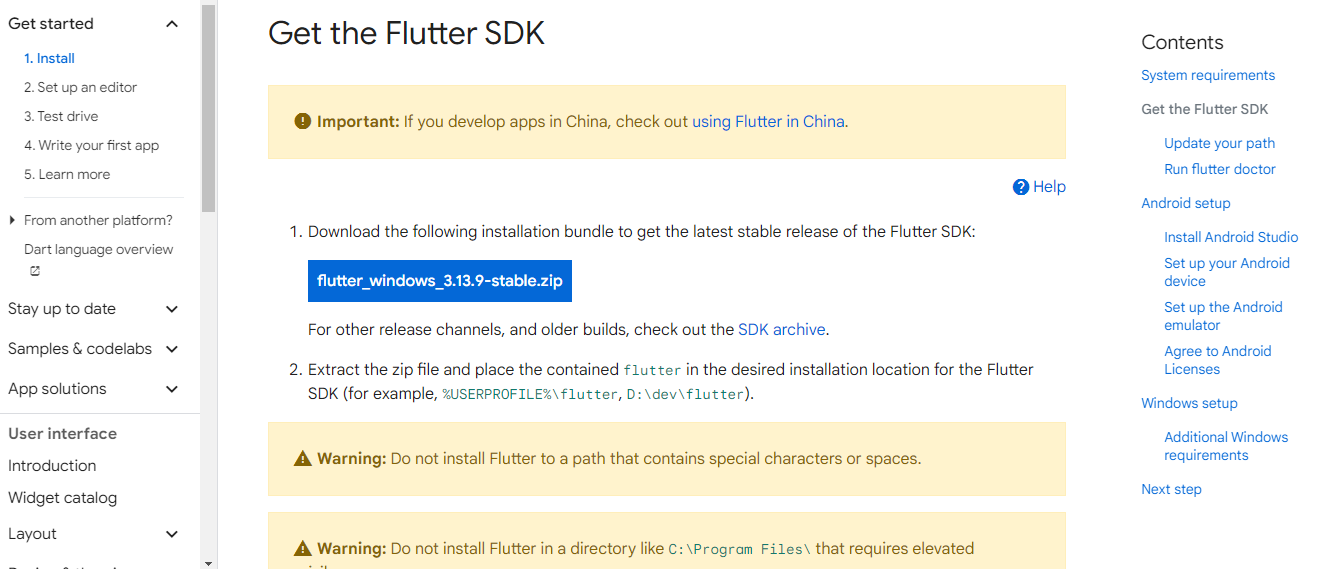 Get started
1. Install
2. Set up an editor
3. Test drive
4. Write your first app
5. Learn more
From another platform?
Dart language overview
Stay up to date
Samples & codelabs
App solutions
User interface
Introduction
Widget catalog
Layout
Get the Flutter SDK
Important: If you develop apps in China, check out using Flutter in China.
Help
1. Download the following installation bundle to get the latest stable release of the Flutter SDK:
flutter_windows_3.13.9-stable.zip
For other release channels, and older builds, check out the SDK archive.
2. Extract the zip file and place the contained flutter in the desired installation location for the Flutter
SDK (for example, %USERPROFILE%\flutter, D:\dev\flutter).
Warning: Do not install Flutter to a path that contains special characters or spaces.
Warning: Do not install Flutter in a directory like C:\Program Files\ that requires elevated
Contents
System requirements
Get the Flutter SDK
Update your path
Run flutter doctor
Android setup
Install Android Studio
Set up your Android
device
Set up the Android
emulator
Agree to Android
Licenses
Windows setup
Additional Windows
requirements
Next step